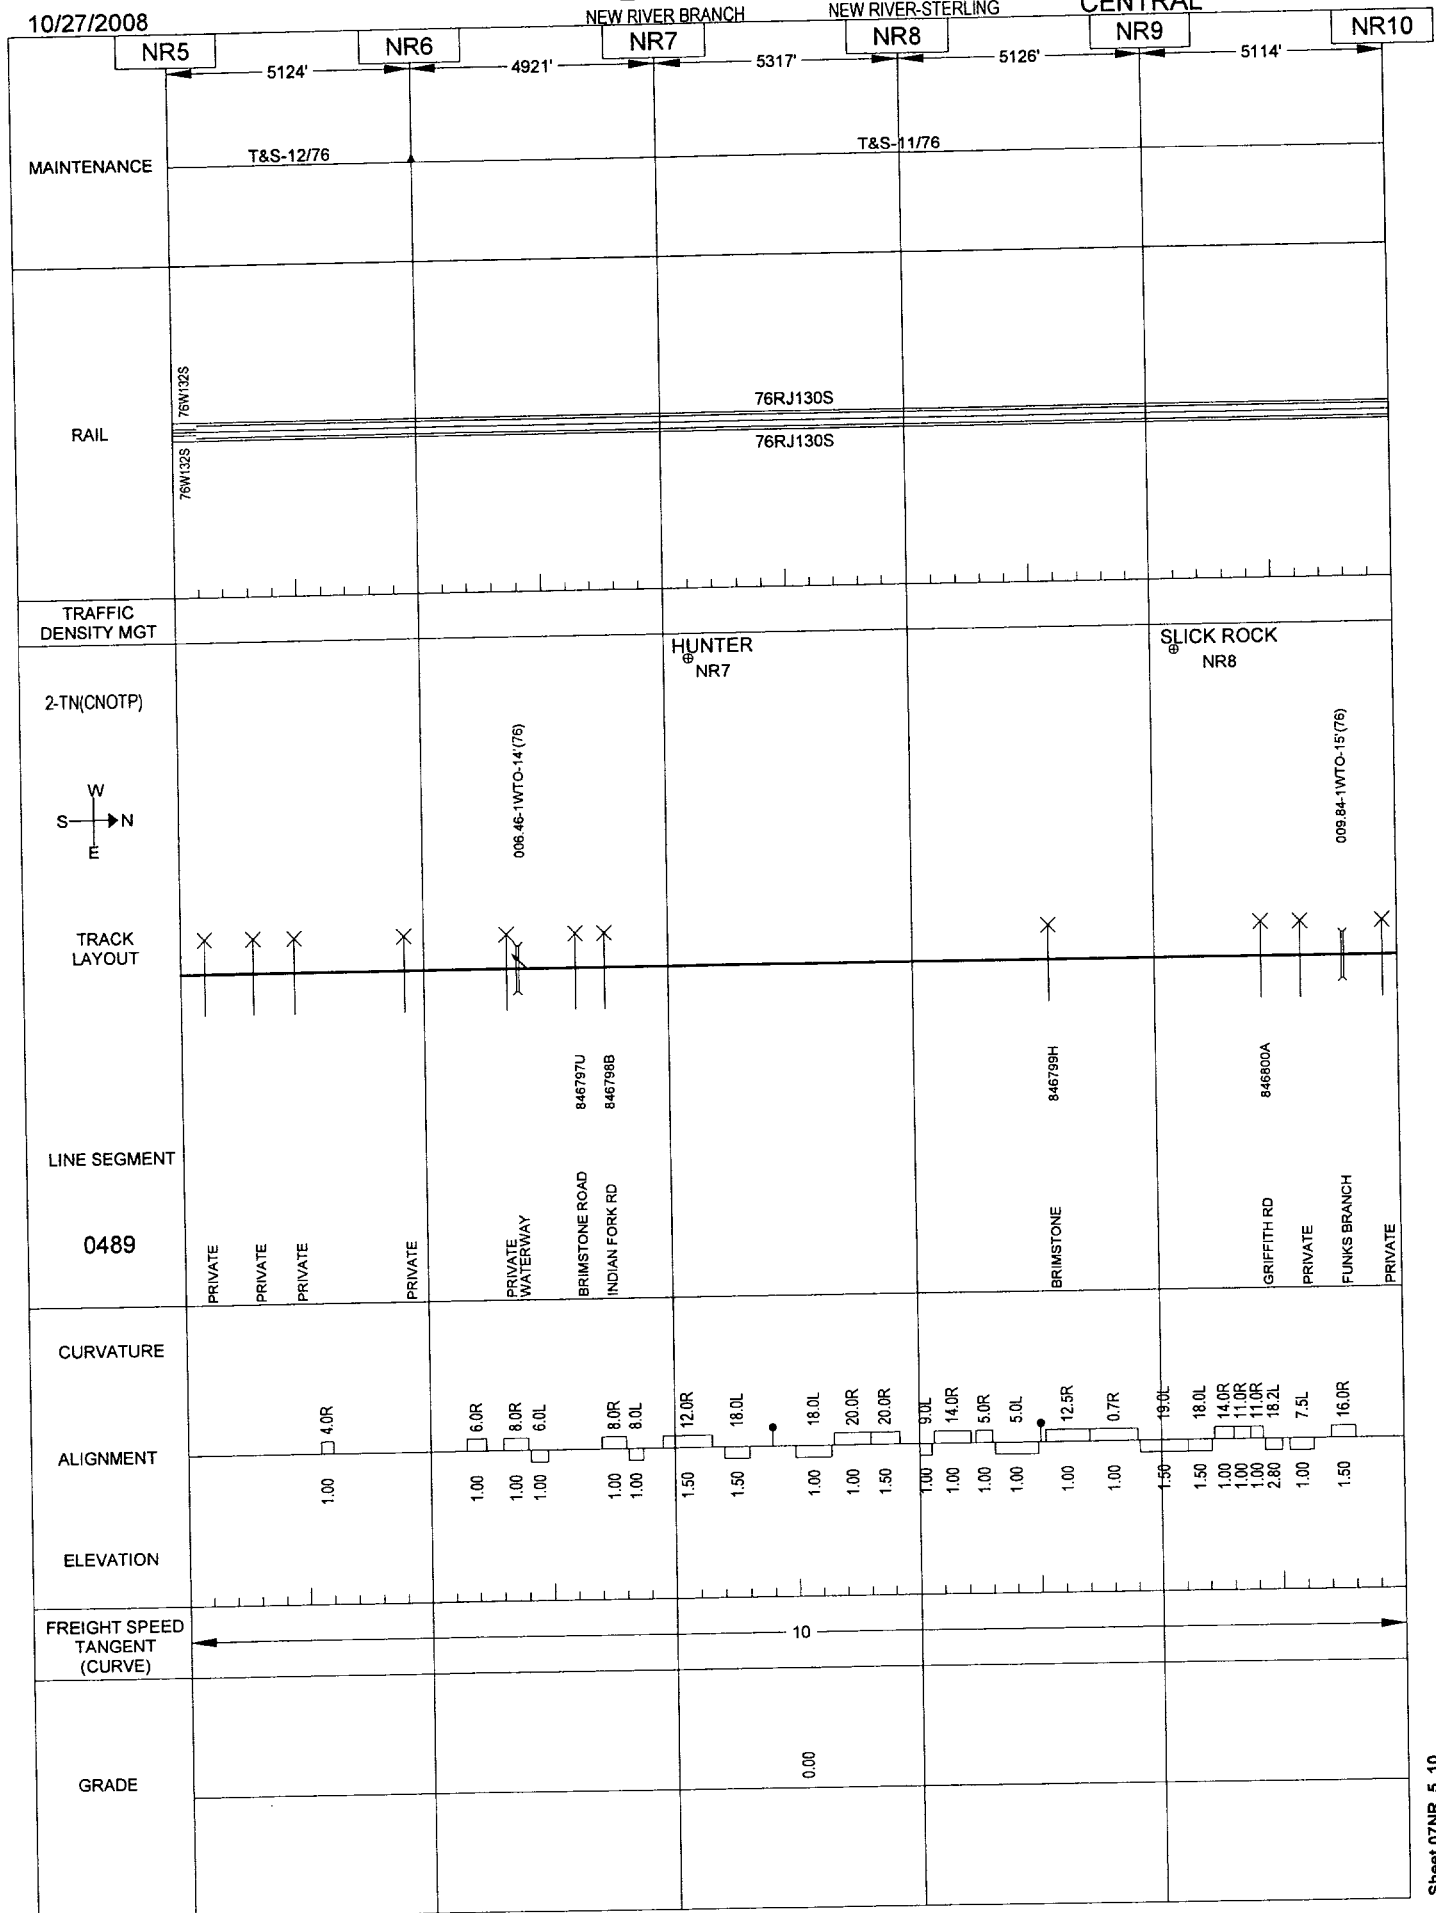 10/27/2008
NEW RIVER BRANCH
NEW RIVER-STERLING
CENTRAL
NR5
NR6
NR7
NR8
NR9
NR10
5124'
4921'
5317'
5126'
5114'
MAINTENANCE
T&S-12/76
T&S-11/76
RAIL
76W132S
76W132S
76RJ130S
76RJ130S
TRAFFIC
DENSITY MGT
HUNTER
NR7
SLICK ROCK
NR8
2-TN(CNOTP)
W
S
N
E
006.46-1WTO-14'(76)
009.84-1WTO-15'(76)
TRACK
LAYOUT
846797U
846798B
846799H
846800A
LINE SEGMENT
0489
PRIVATE
PRIVATE
PRIVATE
PRIVATE
PRIVATE
WATERWAY
BRIMSTONE ROAD
INDIAN FORK RD
BRIMSTONE
GRIFFITH RD
PRIVATE
FUNKS BRANCH
PRIVATE
CURVATURE
4.0R
6.0R
8.0R
6.0L
8.0R
8.0L
12.0R
18.0L
18.0L
20.0R
20.0R
9.0L
14.0R
5.0R
5.0L
12.5R
0.7R
19.0L
18.0L
14.0R
11.0R
11.0R
18.2L
7.5L
16.0R
ALIGNMENT
1.00
1.00
1.00
1.00
1.00
1.00
1.50
1.50
1.00
1.00
1.50
1.00
1.00
1.00
1.00
1.00
1.00
1.50
1.50
1.00
1.00
1.00
2.80
1.00
1.50
ELEVATION
FREIGHT SPEED
TANGENT
(CURVE)
10
GRADE
0.00
Sheet 07NR_5_10